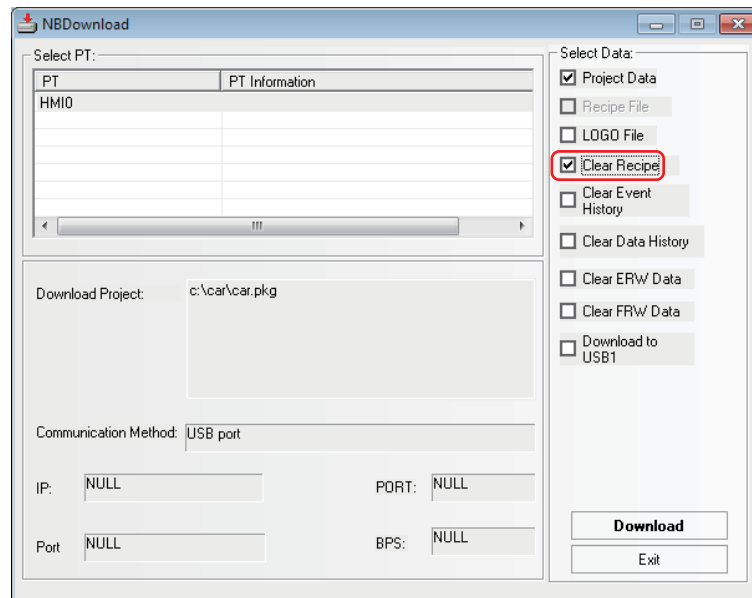 NBDownload
Select PT:
PT PT Information
HMI0
Download Project: c:\car\car.pkg
Communication Method: USB port
IP: NULL PORT: NULL
Port NULL BPS: NULL
Select Data:
Project Data
Recipe File
LOGO File
Clear Recipe
Clear Event
History
Clear Data History
Clear ERW Data
Clear FRW Data
Download to
USB1
Download
Exit